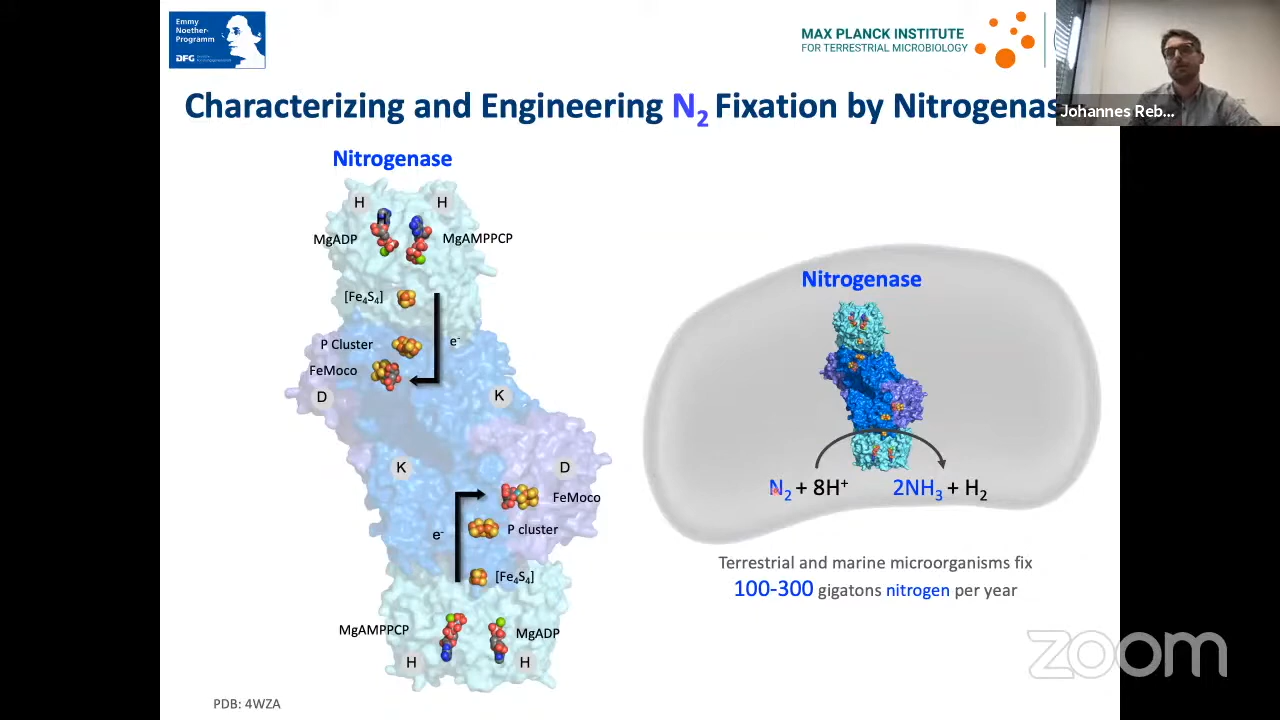 Emmy
Noether-
Programm
DFG
MAX PLANCK INSTITUTE
FOR TERRESTRIAL MICROBIOLOGY
Characterizing and Engineering N₂ Fixation by Nitrogenas
Johannes Reb...
Nitrogenase
H
H
H
MgADP
MgAMPPCP
[Fe₄S₄]
P Cluster
e⁻
FeMoco
D
K
K
D
FeMoco
e⁻
P cluster
[Fe₄S₄]
MgAMPPCP
MgADP
H
H
PDB: 4WZA
Nitrogenase
N₂ + 8H⁺
2NH₃ + H₂
Terrestrial and marine microorganisms fix
100-300 gigatons nitrogen per year
zoom